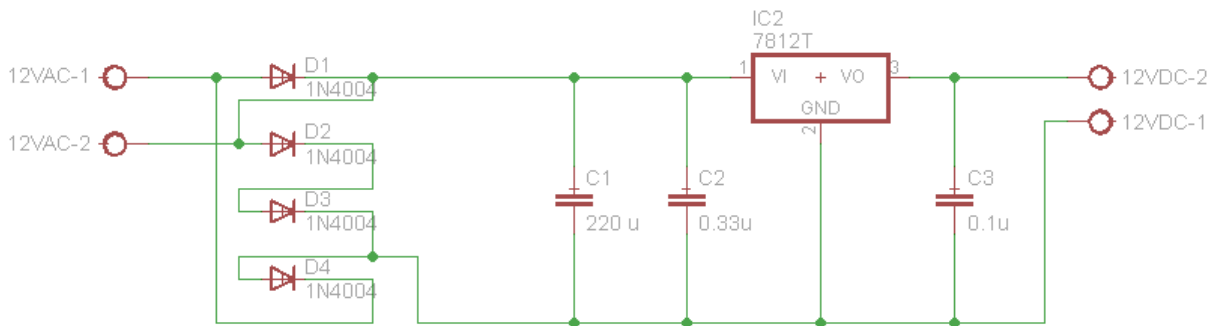 IC2
7812T
12VAC-1
D1
1N4004
1
VI
VO
3
12VDC-2
GND
2
12VDC-1
12VAC-2
D2
1N4004
C1
220 u
C2
0.33u
C3
0.1u
D3
1N4004
D4
1N4004